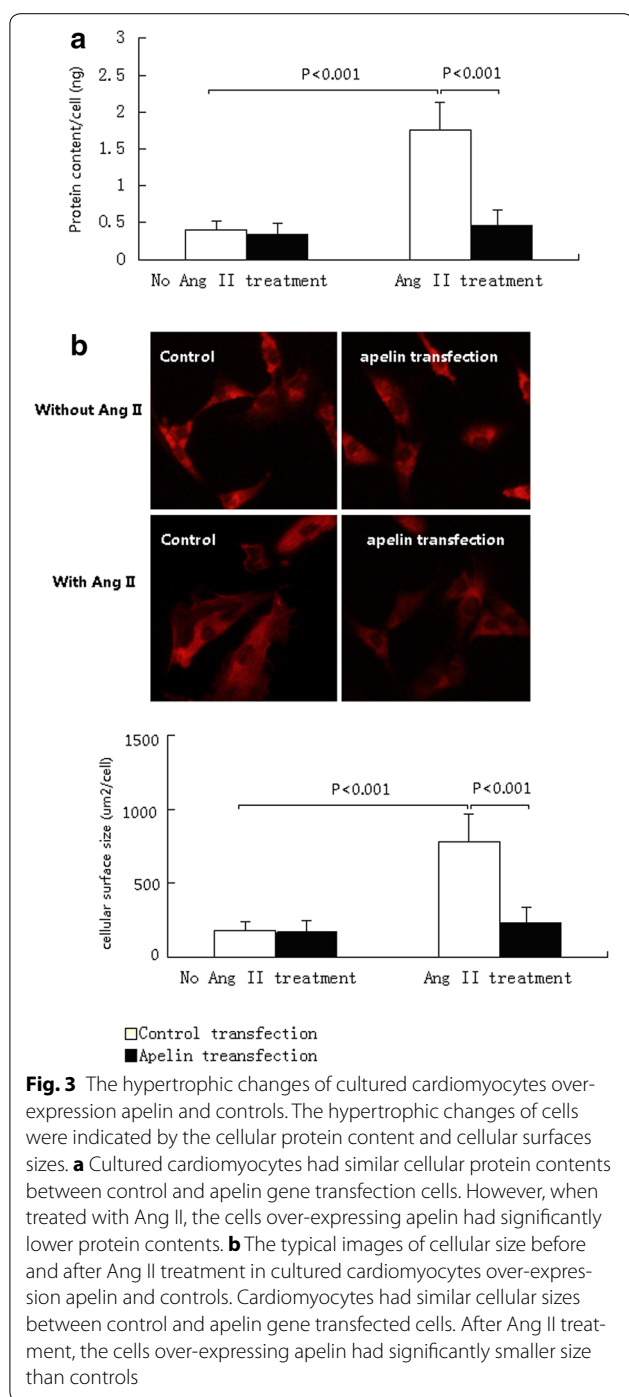 a
3
2.5
2
1.5
1
0.5
0
Protein content/cell (ng)
P<0.001
P<0.001
No Ang II treatment
Ang II treatment
b
Control
apelin transfection
Without Ang Ⅱ
Control
apelin transfection
With Ang Ⅱ
1500
1000
500
0
cellular surface size (um2/cell)
P<0.001
P<0.001
No Ang II treatment
Ang II treatment
Control transfection
Apelin treansfection
Fig. 3 The hypertrophic changes of cultured cardiomyocytes over-
expression apelin and controls. The hypertrophic changes of cells
were indicated by the cellular protein content and cellular surfaces
sizes. a Cultured cardiomyocytes had similar cellular protein contents
between control and apelin gene transfection cells. However, when
treated with Ang II, the cells over-expressing apelin had significantly
lower protein contents. b The typical images of cellular size before
and after Ang II treatment in cultured cardiomyocytes over-expres-
sion apelin and controls. Cardiomyocytes had similar cellular sizes
between control and apelin gene transfected cells. After Ang II treat-
ment, the cells over-expressing apelin had significantly smaller size
than controls